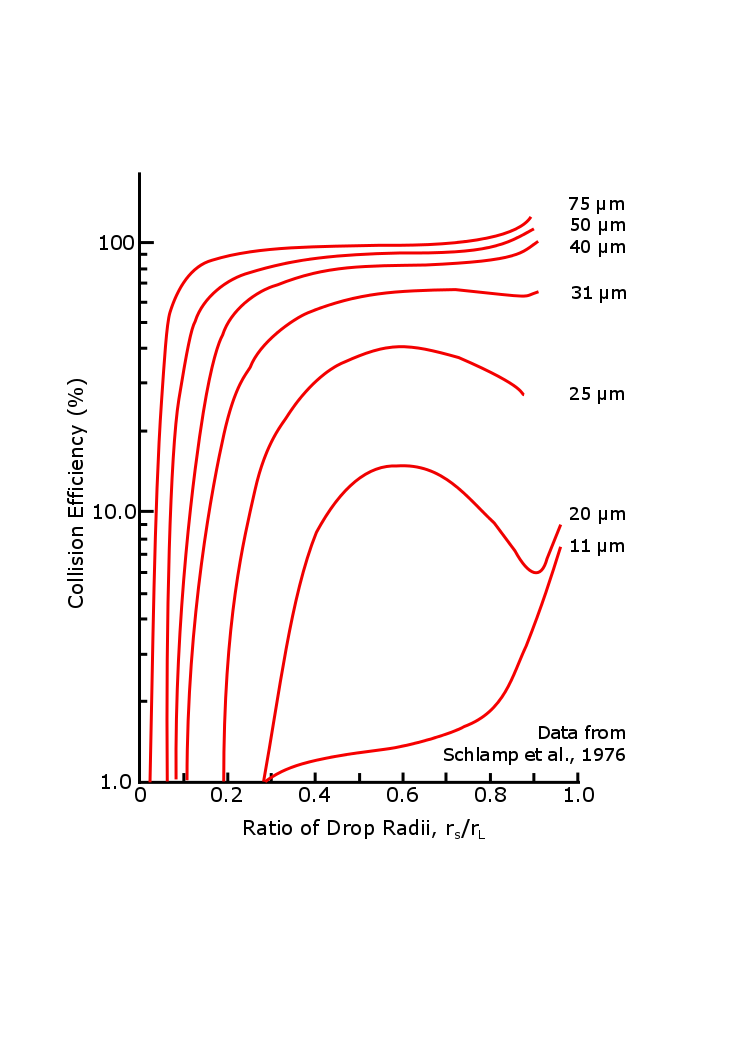 75 µm
50 µm
40 µm
31 µm
25 µm
20 µm
11 µm
100
10.0
1.0
Collision Efficiency (%)
Data from
Schlamp et al., 1976
0 0.2 0.4 0.6 0.8 1.0
Ratio of Drop Radii, rs/rL